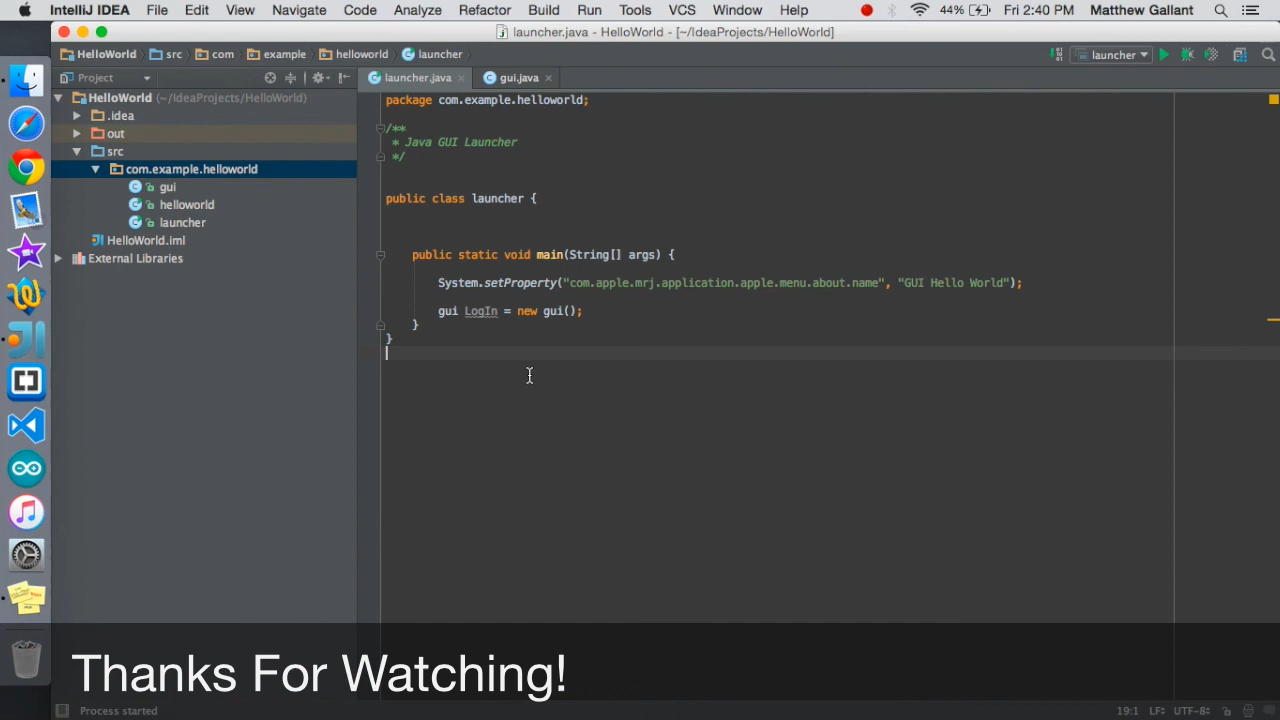 IntelliJ IDEA File Edit View Navigate Code Analyze Refactor Build Run Tools VCS Window Help 44% Fri 2:40 PM Matthew Gallant
launcher.java - HelloWorld - [~/IdeaProjects/HelloWorld]
HelloWorld src com example helloworld launcher launcher
Project launcher.java gui.java
HelloWorld (~/IdeaProjects/HelloWorld)
.idea
out
src
com.example.helloworld
gui
helloworld
launcher
HelloWorld.iml
External Libraries
package com.example.helloworld;
/**
* Java GUI Launcher
*/
public class launcher {
public static void main(String[] args) {
System.setProperty("com.apple.mrj.application.apple.menu.about.name", "GUI Hello World");
gui LogIn = new gui();
}
}
Thanks For Watching!
Process started 19:1 LF UTF-8